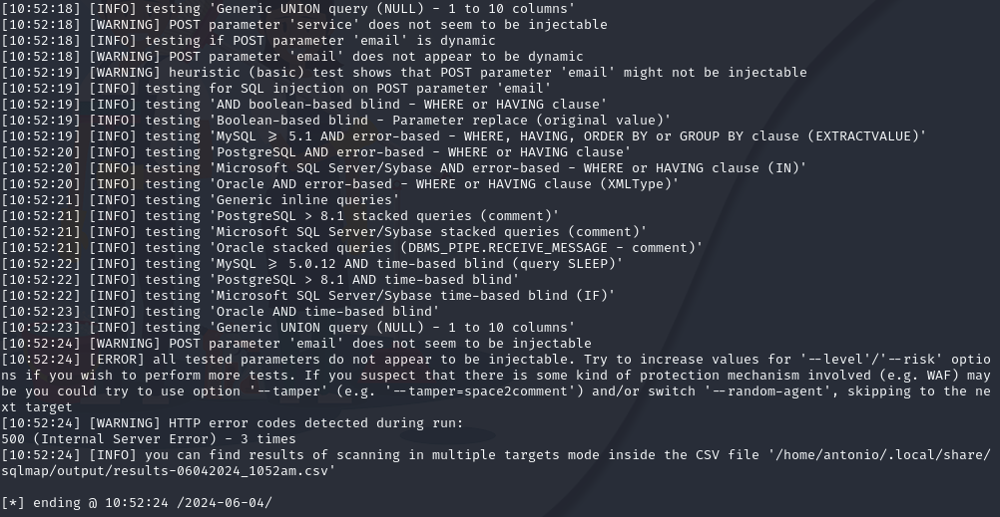 [10:52:18] [INFO] testing 'Generic UNION query (NULL) - 1 to 10 columns'
[10:52:18] [WARNING] POST parameter 'service' does not seem to be injectable
[10:52:18] [INFO] testing if POST parameter 'email' is dynamic
[10:52:18] [WARNING] POST parameter 'email' does not appear to be dynamic
[10:52:19] [WARNING] heuristic (basic) test shows that POST parameter 'email' might not be injectable
[10:52:19] [INFO] testing for SQL injection on POST parameter 'email'
[10:52:19] [INFO] testing 'AND boolean-based blind - WHERE or HAVING clause'
[10:52:19] [INFO] testing 'Boolean-based blind - Parameter replace (original value)'
[10:52:19] [INFO] testing 'MySQL ≥ 5.1 AND error-based - WHERE, HAVING, ORDER BY or GROUP BY clause (EXTRACTVALUE)'
[10:52:20] [INFO] testing 'PostgreSQL AND error-based - WHERE or HAVING clause'
[10:52:20] [INFO] testing 'Microsoft SQL Server/Sybase AND error-based - WHERE or HAVING clause (IN)'
[10:52:20] [INFO] testing 'Oracle AND error-based - WHERE or HAVING clause (XMLType)'
[10:52:21] [INFO] testing 'Generic inline queries'
[10:52:21] [INFO] testing 'PostgreSQL > 8.1 stacked queries (comment)'
[10:52:21] [INFO] testing 'Microsoft SQL Server/Sybase stacked queries (comment)'
[10:52:21] [INFO] testing 'Oracle stacked queries (DBMS_PIPE.RECEIVE_MESSAGE - comment)'
[10:52:22] [INFO] testing 'MySQL ≥ 5.0.12 AND time-based blind (query SLEEP)'
[10:52:22] [INFO] testing 'PostgreSQL > 8.1 AND time-based blind'
[10:52:22] [INFO] testing 'Microsoft SQL Server/Sybase time-based blind (IF)'
[10:52:23] [INFO] testing 'Oracle AND time-based blind'
[10:52:23] [INFO] testing 'Generic UNION query (NULL) - 1 to 10 columns'
[10:52:24] [WARNING] POST parameter 'email' does not seem to be injectable
[10:52:24] [ERROR] all tested parameters do not appear to be injectable. Try to increase values for '--level'/'--risk' optio
ns if you wish to perform more tests. If you suspect that there is some kind of protection mechanism involved (e.g. WAF) may
be you could try to use option '--tamper' (e.g. '--tamper=space2comment') and/or switch '--random-agent', skipping to the ne
xt target
[10:52:24] [WARNING] HTTP error codes detected during run:
500 (Internal Server Error) - 3 times
[10:52:24] [INFO] you can find results of scanning in multiple targets mode inside the CSV file '/home/antonio/.local/share/
sqlmap/output/results-06042024_1052am.csv'
[*] ending @ 10:52:24 /2024-06-04/